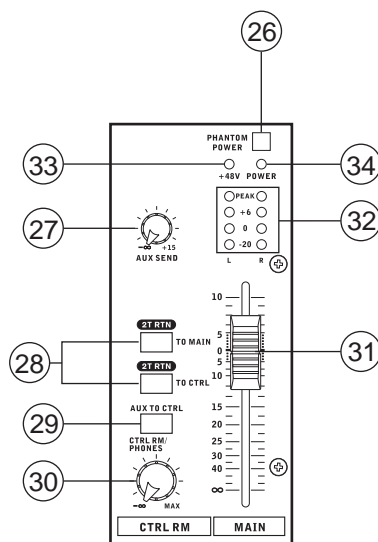 26
PHANTOM
POWER
33
34
+48V POWER
PEAK
+6
0
-20
L R
32
27
-∞ +15
AUX SEND
10
5
0
5
10
15
20
25
30
40
∞
31
2T RTN
TO MAIN
2T RTN
TO CTRL
28
AUX TO CTRL
29
CTRL RM/
PHONES
30
-∞ MAX
CTRL RM MAIN